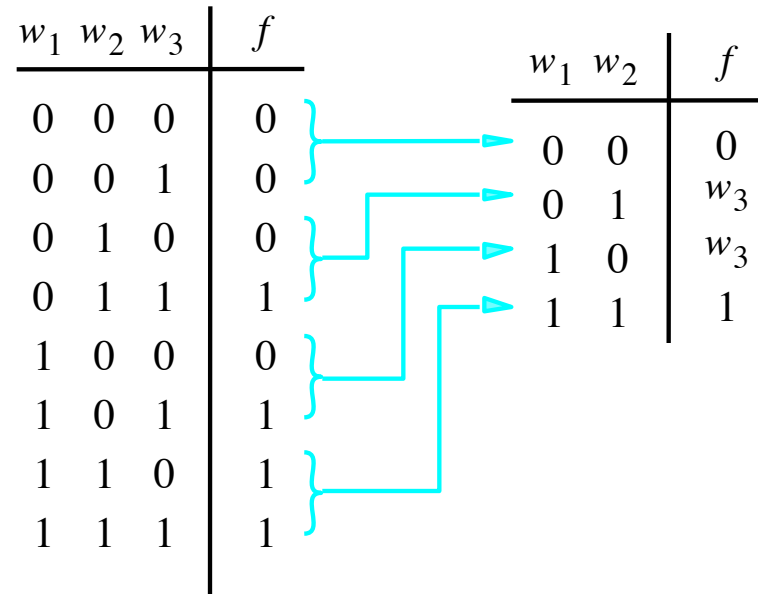 w1 w2 w3 f
0 0 0 0
0 0 1 0
0 1 0 0
0 1 1 1
1 0 0 0
1 0 1 1
1 1 0 1
1 1 1 1
w1 w2 f
0 0 0
0 1 w3
1 0 w3
1 1 1